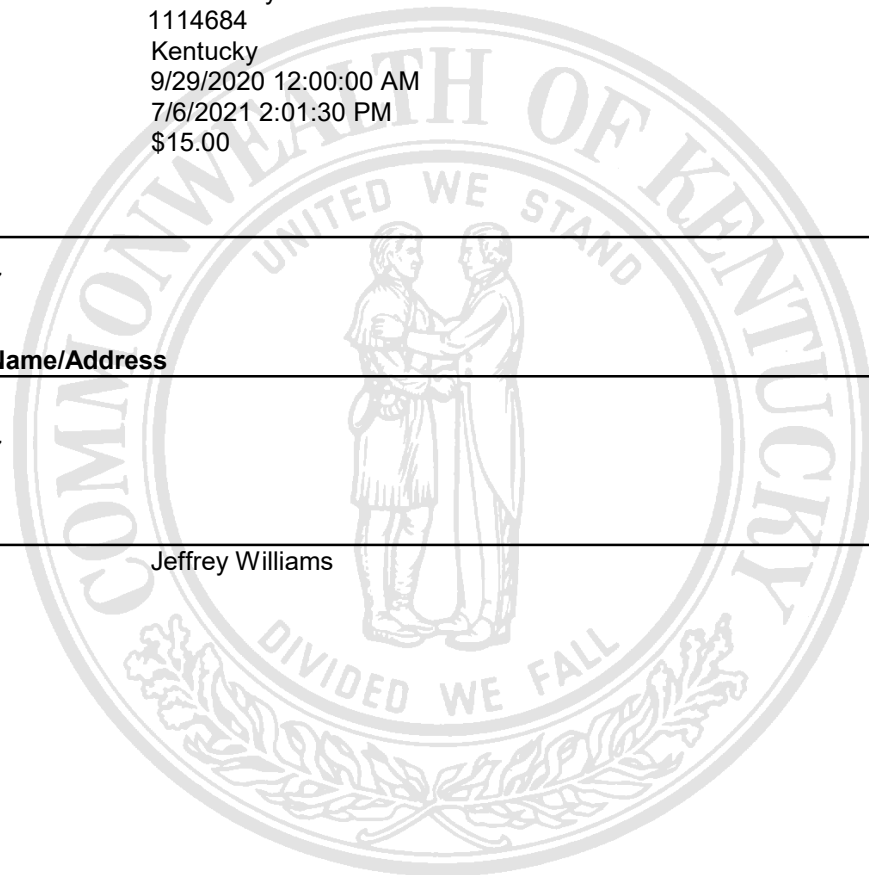 1114684
Kentucky
9/29/2020 12:00:00 AM
7/6/2021 2:01:30 PM
$15.00
COMMONWEALTH OF KENTUCKY
UNITED WE STAND
Name/Address
Jeffrey Williams
DIVIDED WE FALL